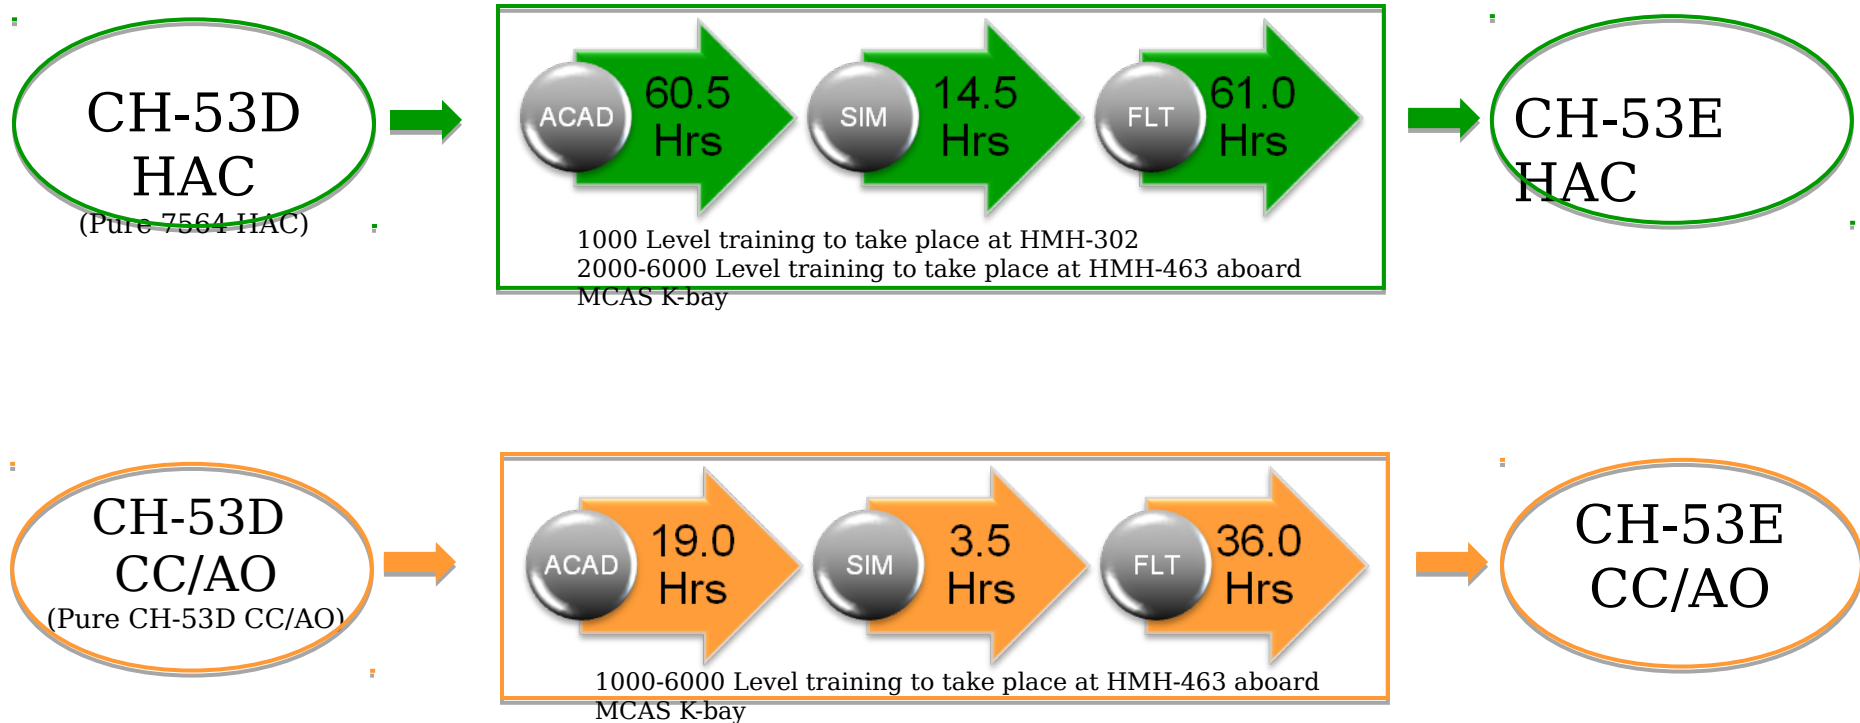 CH-53D
HAC
(Pure 7564 HAC)
ACAD
60.5
Hrs
SIM
14.5
Hrs
FLT
61.0
Hrs
1000 Level training to take place at HMH-302
2000-6000 Level training to take place at HMH-463 aboard
MCAS K-bay
CH-53E
HAC
CH-53D
CC/AO
(Pure CH-53D CC/AO)
ACAD
19.0
Hrs
SIM
3.5
Hrs
FLT
36.0
Hrs
1000-6000 Level training to take place at HMH-463 aboard
MCAS K-bay
CH-53E
CC/AO